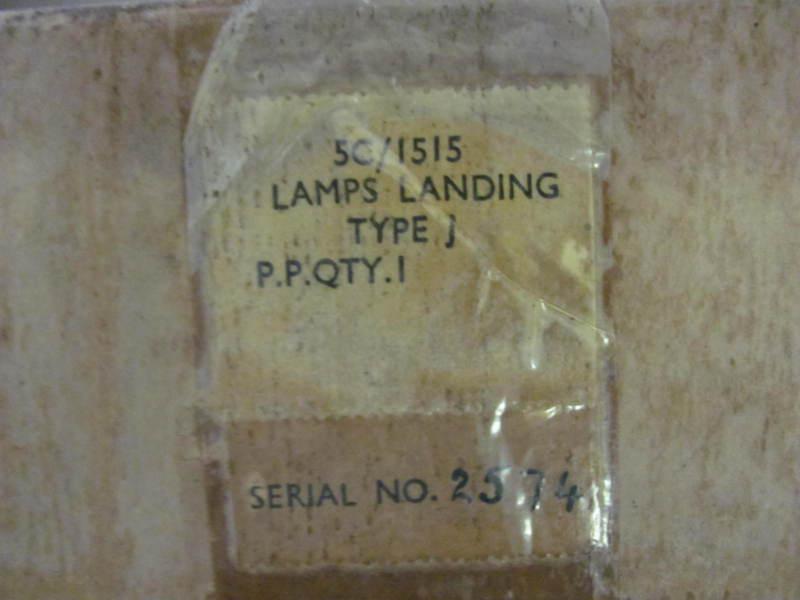 5C/1515
LAMPS LANDING
TYPE J
P.P.QTY.1
SERIAL NO. 2574